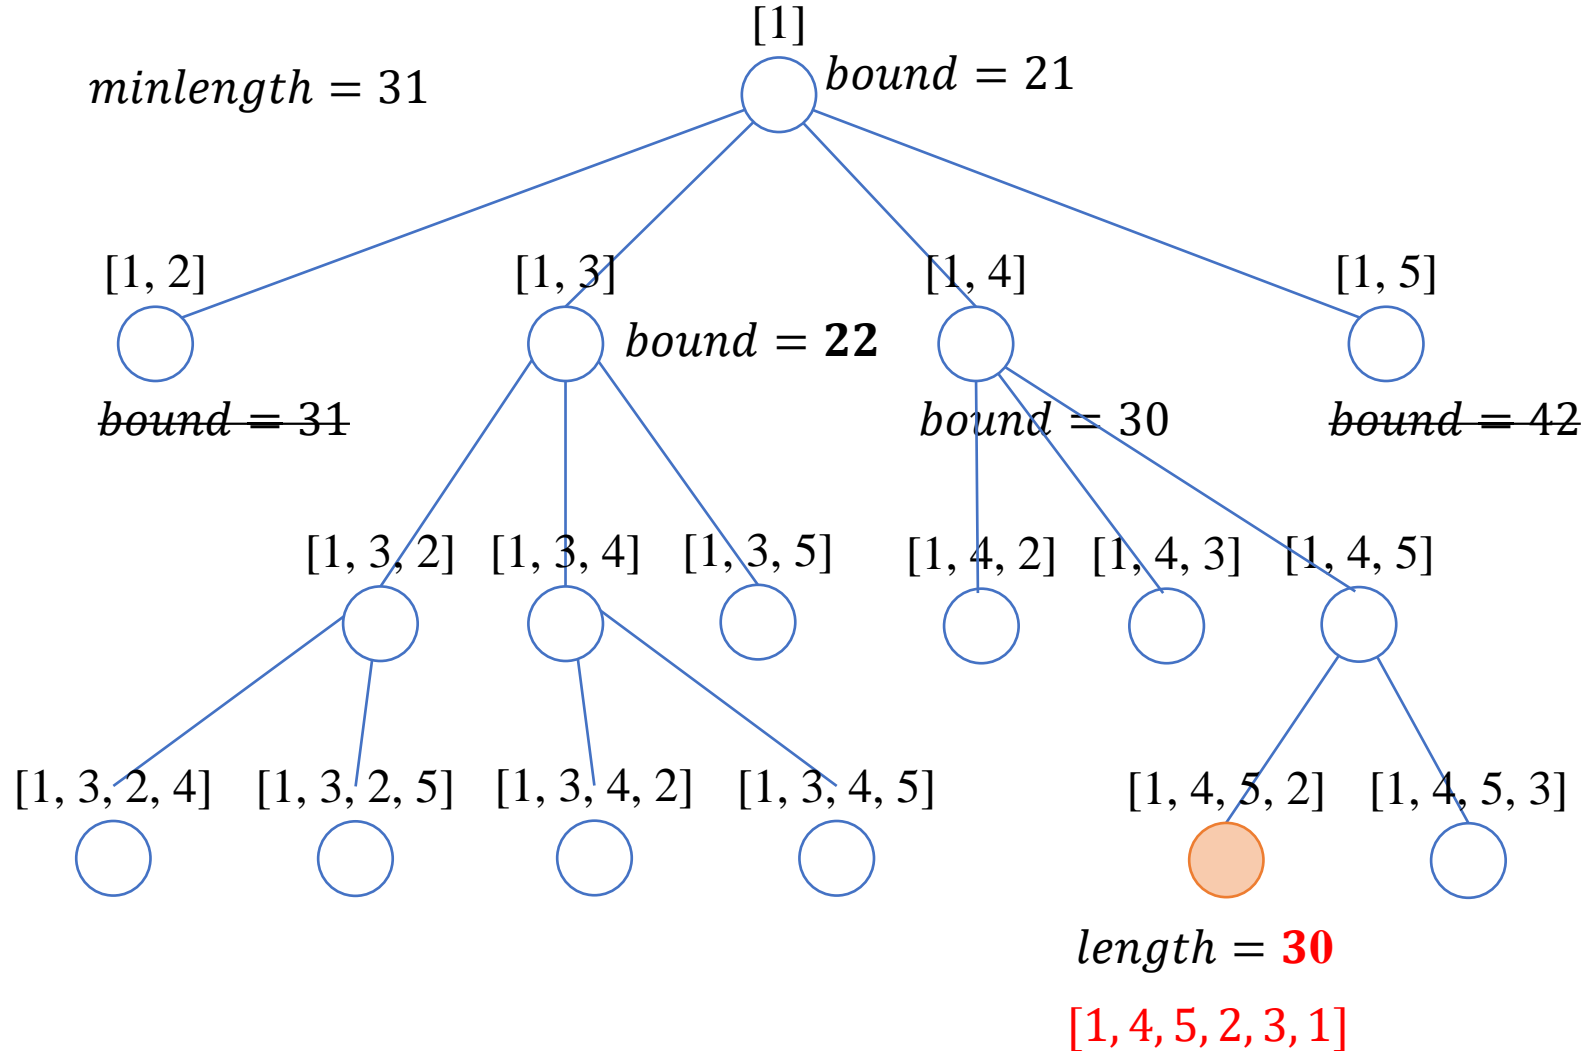 [1]
minlength = 31
bound = 21
[1, 2]
[1, 3]
[1, 4]
[1, 5]
bound = 22
bound = 31
bound = 30
bound = 42
[1, 3, 2]
[1, 3, 4]
[1, 3, 5]
[1, 4, 2]
[1, 4, 3]
[1, 4, 5]
[1, 3, 2, 4]
[1, 3, 2, 5]
[1, 3, 4, 2]
[1, 3, 4, 5]
[1, 4, 5, 2]
[1, 4, 5, 3]
length = 30
[1, 4, 5, 2, 3, 1]